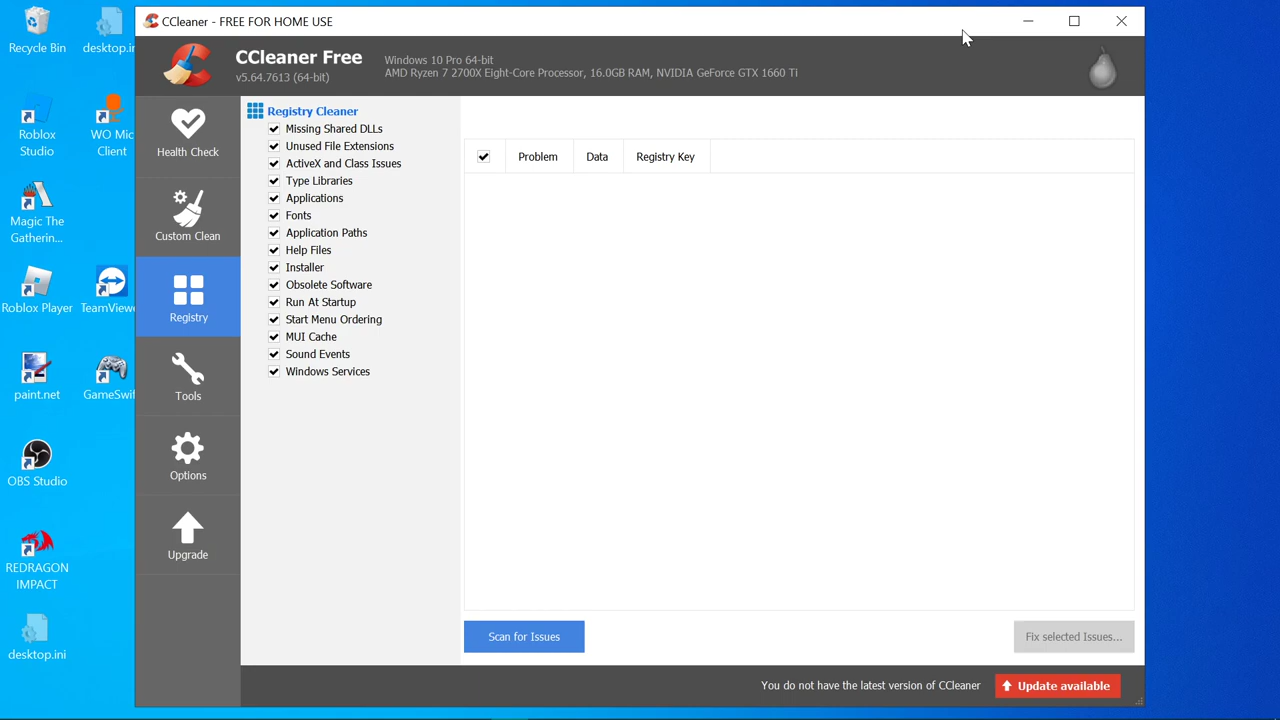 CCleaner - FREE FOR HOME USE
CCleaner Free
v5.64.7613 (64-bit)
Windows 10 Pro 64-bit
AMD Ryzen 7 2700X Eight-Core Processor, 16.0GB RAM, NVIDIA GeForce GTX 1660 Ti
Recycle Bin
desktop.in
Roblox
Studio
WO Mic
Client
Magic The
Gatherin...
Roblox Player
TeamViewe
paint.net
GameSwif
OBS Studio
REDRAGON
IMPACT
desktop.ini
Health Check
Custom Clean
Registry
Tools
Options
Upgrade
Registry Cleaner
Missing Shared DLLs
Unused File Extensions
ActiveX and Class Issues
Type Libraries
Applications
Fonts
Application Paths
Help Files
Installer
Obsolete Software
Run At Startup
Start Menu Ordering
MUI Cache
Sound Events
Windows Services
Problem Data Registry Key
Scan for Issues
Fix selected Issues...
You do not have the latest version of CCleaner
Update available